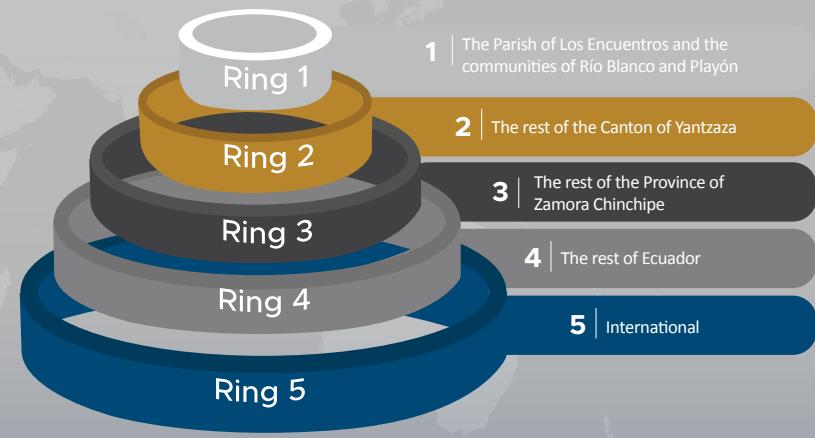 Ring 1
1
The Parish of Los Encuentros and the
communities of Río Blanco and Playón
Ring 2
2
The rest of the Canton of Yantzaza
Ring 3
3
The rest of the Province of
Zamora Chinchipe
Ring 4
4
The rest of Ecuador
Ring 5
5
International